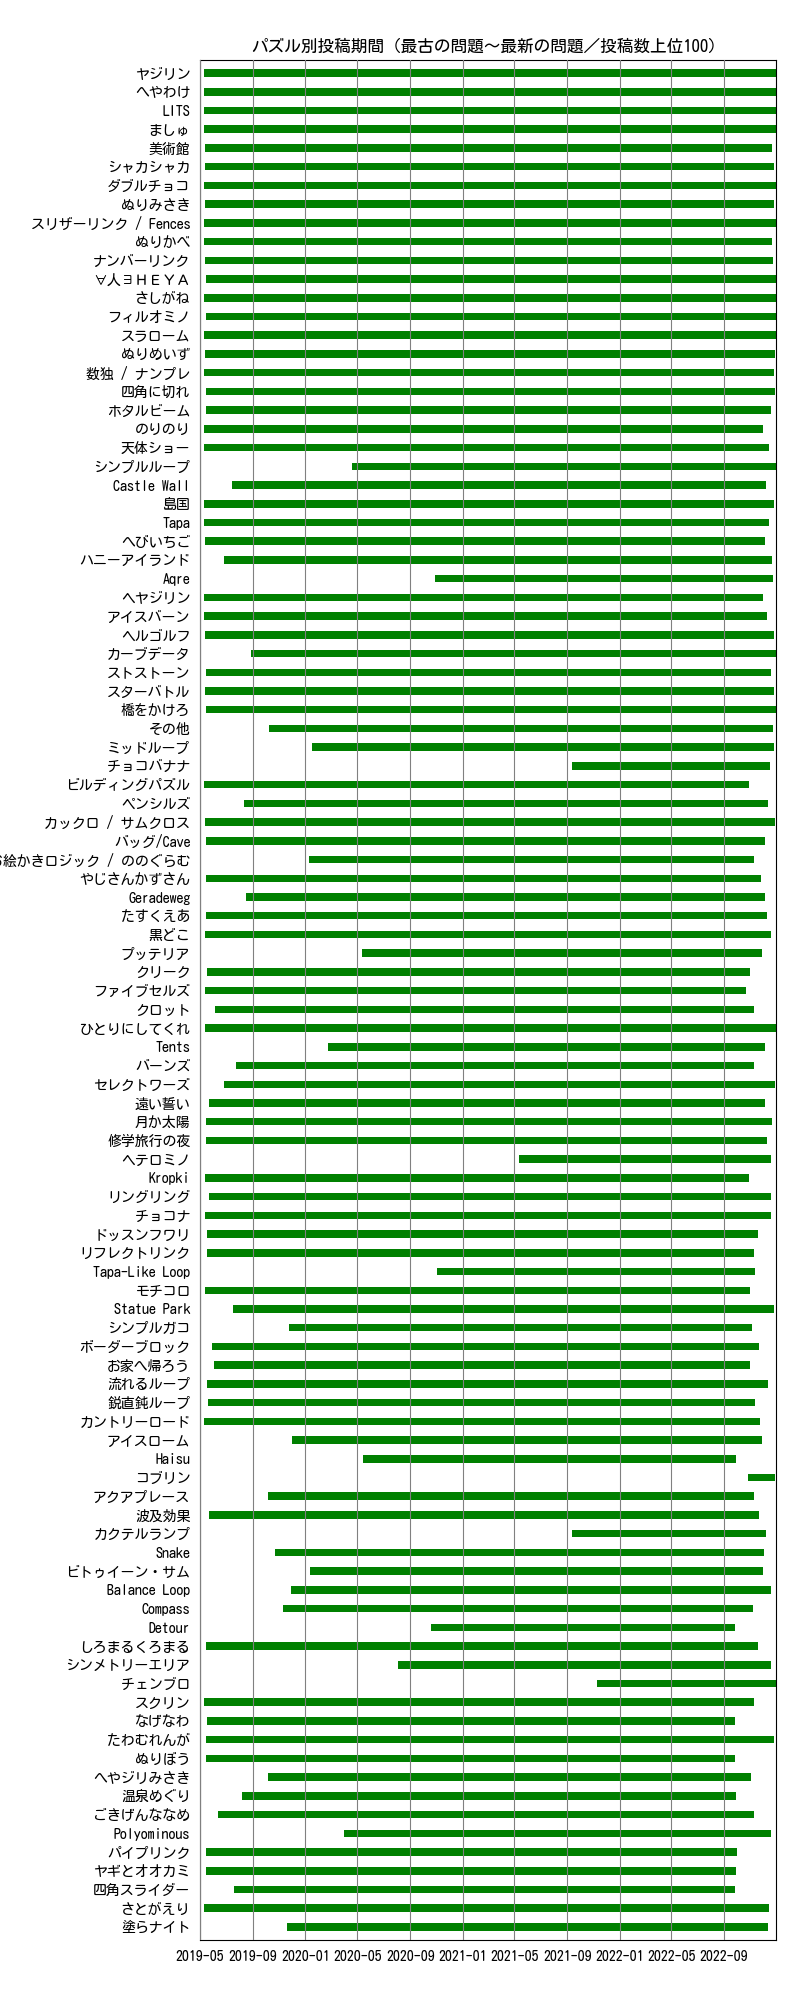 パズル別投稿期間（最古の問題～最新の問題／投稿数上位100）
ヤジリン
へやわけ
LITS
ましゅ
美術館
シャカシャカ
ダブルチョコ
ぬりみさき
スリザーリンク / Fences
ぬりかべ
ナンバーリンク
∀人∃ＨＥＹＡ
さしがね
フィルオミノ
スラローム
ぬりめいず
数独 / ナンプレ
四角に切れ
ホタルビーム
のりのり
天体ショー
シンプルループ
Castle Wall
島国
Tapa
へびいちご
ハニーアイランド
Aqre
ヘヤジリン
アイスバーン
ヘルゴルフ
カーブデータ
ストストーン
スターバトル
橋をかけろ
その他
ミッドループ
チョコバナナ
ビルディングパズル
ペンシルズ
カックロ / サムクロス
バッグ/Cave
絵かきロジック / ののぐらむ
やじさんかずさん
Geradeweg
たすくえあ
黒どこ
プッテリア
クリーク
ファイブセルズ
クロット
ひとりにしてくれ
Tents
バーンズ
セレクトワーズ
遠い誓い
月か太陽
修学旅行の夜
ヘテロミノ
Kropki
リングリング
チョコナ
ドッスンフワリ
リフレクトリンク
Tapa-Like Loop
モチコロ
Statue Park
シンプルガコ
ボーダーブロック
お家へ帰ろう
流れるループ
鋭直鈍ループ
カントリーロード
アイスローム
Haisu
コブリン
アクアプレース
波及効果
カクテルランプ
Snake
ビトゥイーン・サム
Balance Loop
Compass
Detour
しろまるくろまる
シンメトリーエリア
チェンブロ
スクリン
なげなわ
たわむれんが
ぬりぼう
へやジリみさき
温泉めぐり
ごきげんななめ
Polyominous
パイプリンク
ヤギとオオカミ
四角スライダー
さとがえり
塗らナイト
2019-05 2019-09 2020-01 2020-05 2020-09 2021-01 2021-05 2021-09 2022-01 2022-05 2022-09